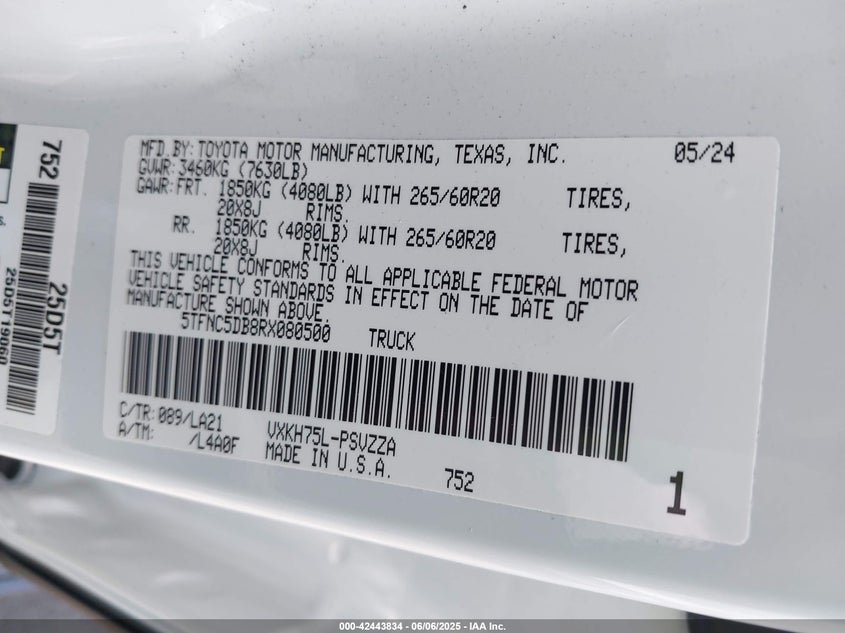 MFD.BY:TOYOTA MOTOR MANUFACTURING, TEXAS, INC. 05/24
GVWR:3460KG (7630LB)
GAWR:FRT. 1850KG (4080LB) WITH 265/60R20 TIRES,
20X8J RIMS.
RR. 1850KG (4080LB) WITH 265/60R20 TIRES,
20X8J RIMS.
THIS VEHICLE CONFORMS TO ALL APPLICABLE FEDERAL MOTOR
VEHICLE SAFETY STANDARDS IN EFFECT ON THE DATE OF
MANUFACTURE SHOWN ABOVE.
5TFNC5DB8RX080500 TRUCK
C/TR:089/LA21 VXKH75L-PSVZZA
A/TM: /L4A0F MADE IN U.S.A.
752
1
752
25D5T
25D5T19060
000-42443834 - 06/06/2025 - IAA Inc.